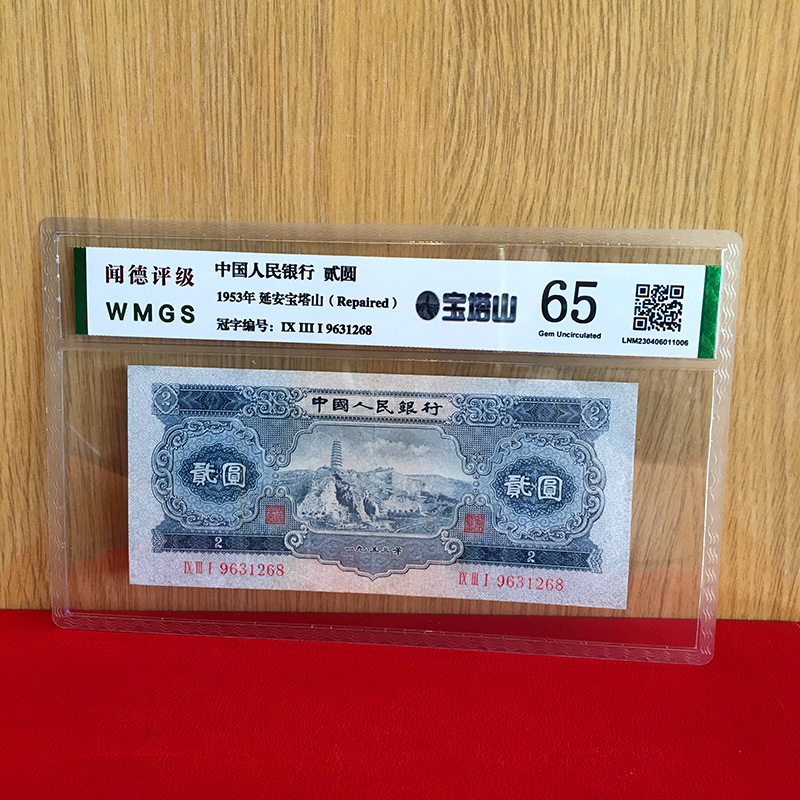 闻德评级
WMGS
中国人民银行 贰圆
1953年 延安宝塔山（Repaired）
冠字编号：IX III I 9631268
宝塔山
65
Gem Uncirculated
LNM230406011006
中國人民銀行
2
2
貳圓
貳圓
一九五三年
2
2
IX III I 9631268
IX III I 9631268